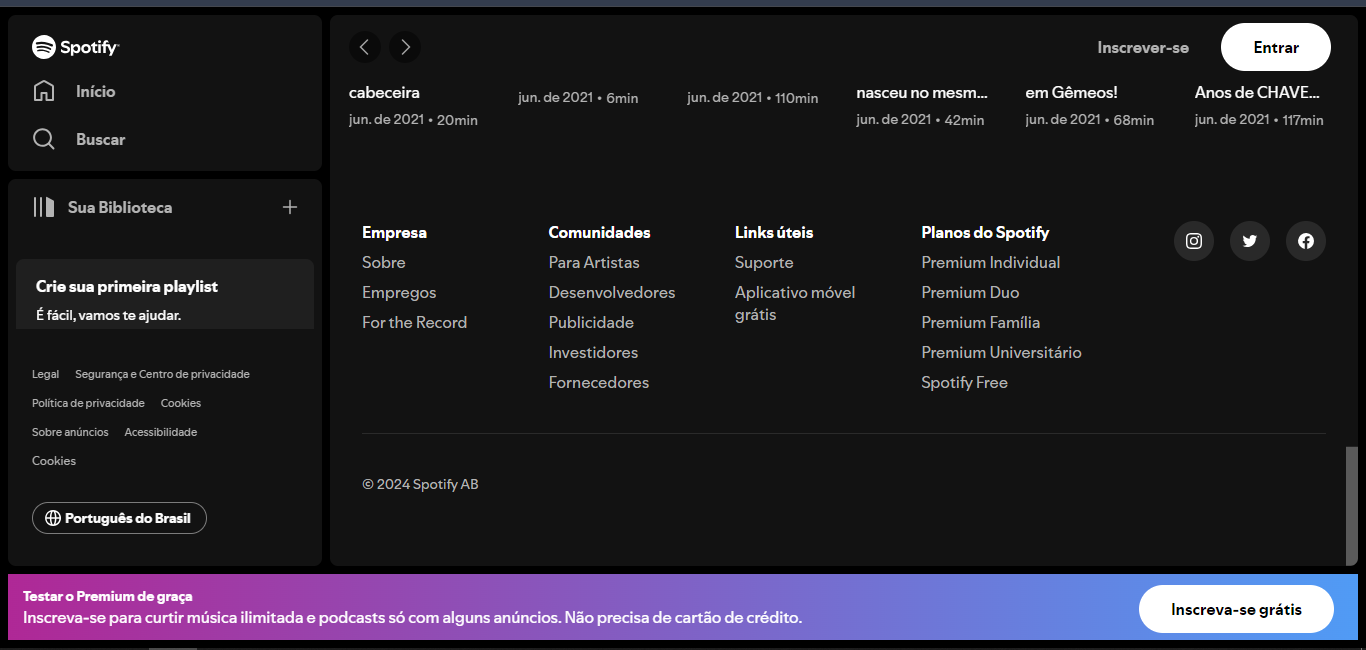 Spotify
Início
Buscar
Sua Biblioteca
Crie sua primeira playlist
É fácil, vamos te ajudar.
Legal Segurança e Centro de privacidade
Política de privacidade Cookies
Sobre anúncios Acessibilidade
Cookies
Português do Brasil
Inscrever-se
Entrar
cabeceira
jun. de 2021 • 20min
jun. de 2021 • 6min
jun. de 2021 • 110min
nasceu no mesm...
jun. de 2021 • 42min
em Gêmeos!
jun. de 2021 • 68min
Anos de CHAVE...
jun. de 2021 • 117min
Empresa
Sobre
Empregos
For the Record
Comunidades
Para Artistas
Desenvolvedores
Publicidade
Investidores
Fornecedores
Links úteis
Suporte
Aplicativo móvel
grátis
Planos do Spotify
Premium Individual
Premium Duo
Premium Família
Premium Universitário
Spotify Free
© 2024 Spotify AB
Testar o Premium de graça
Inscreva-se para curtir música ilimitada e podcasts só com alguns anúncios. Não precisa de cartão de crédito.
Inscreva-se grátis